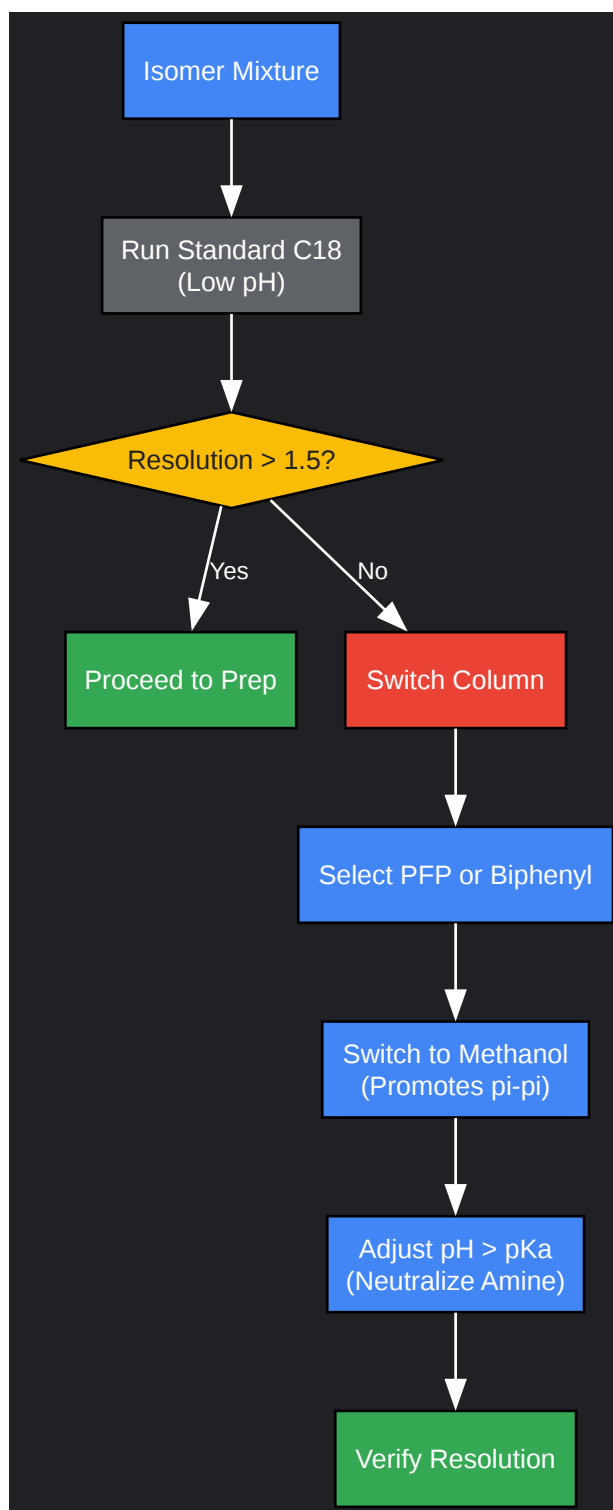 Isomer Mixture
Run Standard C18
(Low pH)
Resolution > 1.5?
Yes
No
Proceed to Prep
Switch Column
Select PFP or Biphenyl
Switch to Methanol
(Promotes pi-pi)
Adjust pH > pKa
(Neutralize Amine)
Verify Resolution